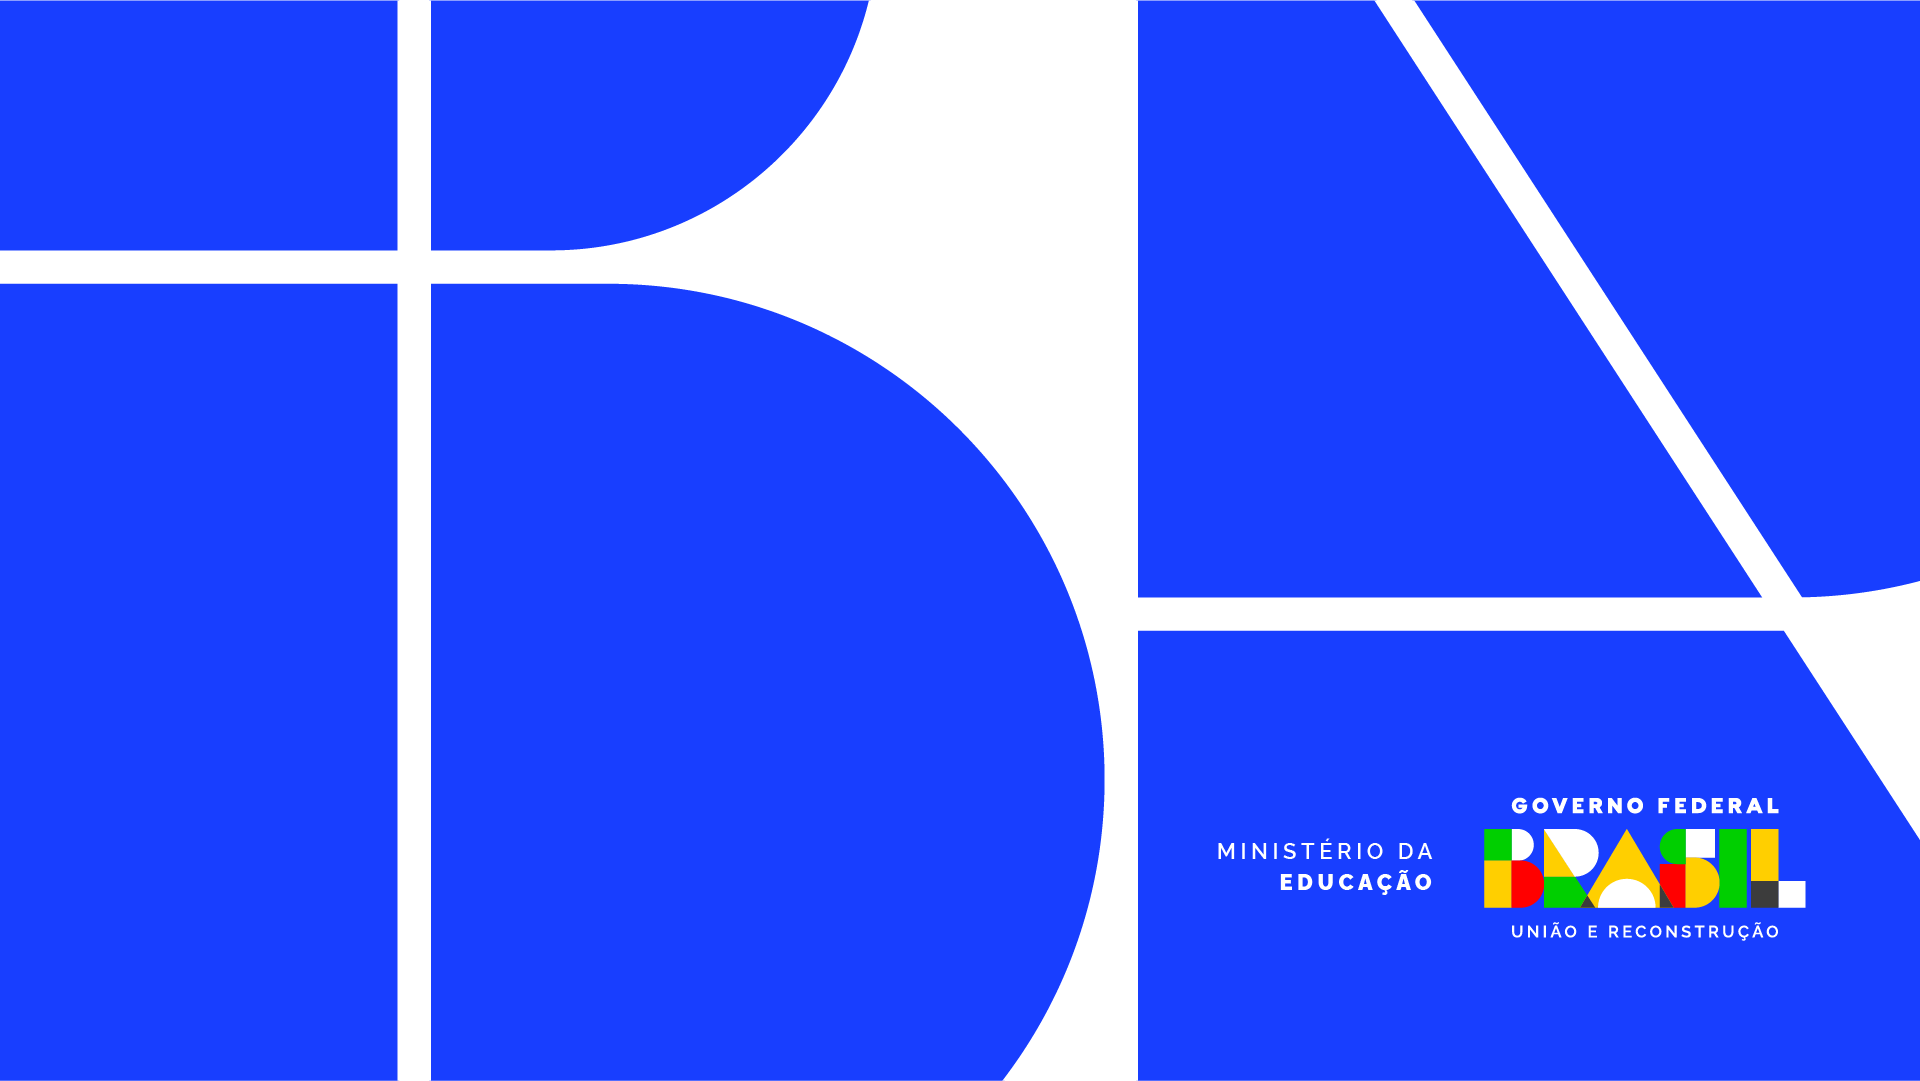 MINISTÉRIO DA
EDUCAÇÃO
GOVERNO FEDERAL
BRASIL
UNIÃO E RECONSTRUÇÃO